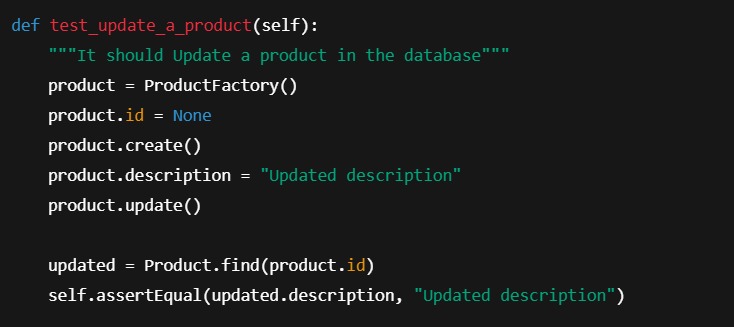 def test_update_a_product(self):
    """It should Update a product in the database"""
    product = ProductFactory()
    product.id = None
    product.create()
    product.description = "Updated description"
    product.update()

    updated = Product.find(product.id)
    self.assertEqual(updated.description, "Updated description")